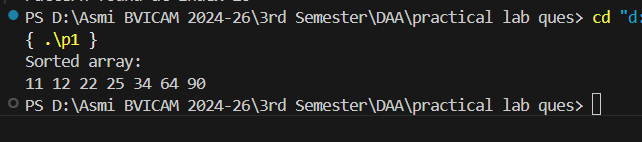 PS D:\Asmi BVICAM 2024-26\3rd Semester\DAA\practical lab ques> cd "d:
{ .\p1 }
Sorted array:
11 12 22 25 34 64 90
PS D:\Asmi BVICAM 2024-26\3rd Semester\DAA\practical lab ques>